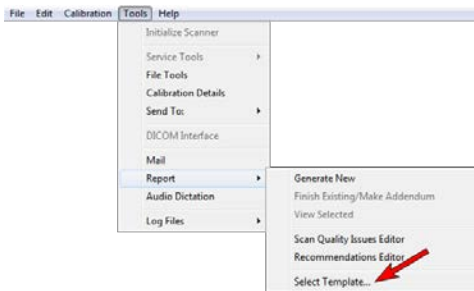 File Edit Calibration Tools Help
Initialize Scanner
Service Tools
File Tools
Calibration Details
Send To:
DICOM Interface
Mail
Report
Audio Dictation
Log Files
Generate New
Finish Existing/Make Addendum
View Selected
Scan Quality Issues Editor
Recommendations Editor
Select Template...